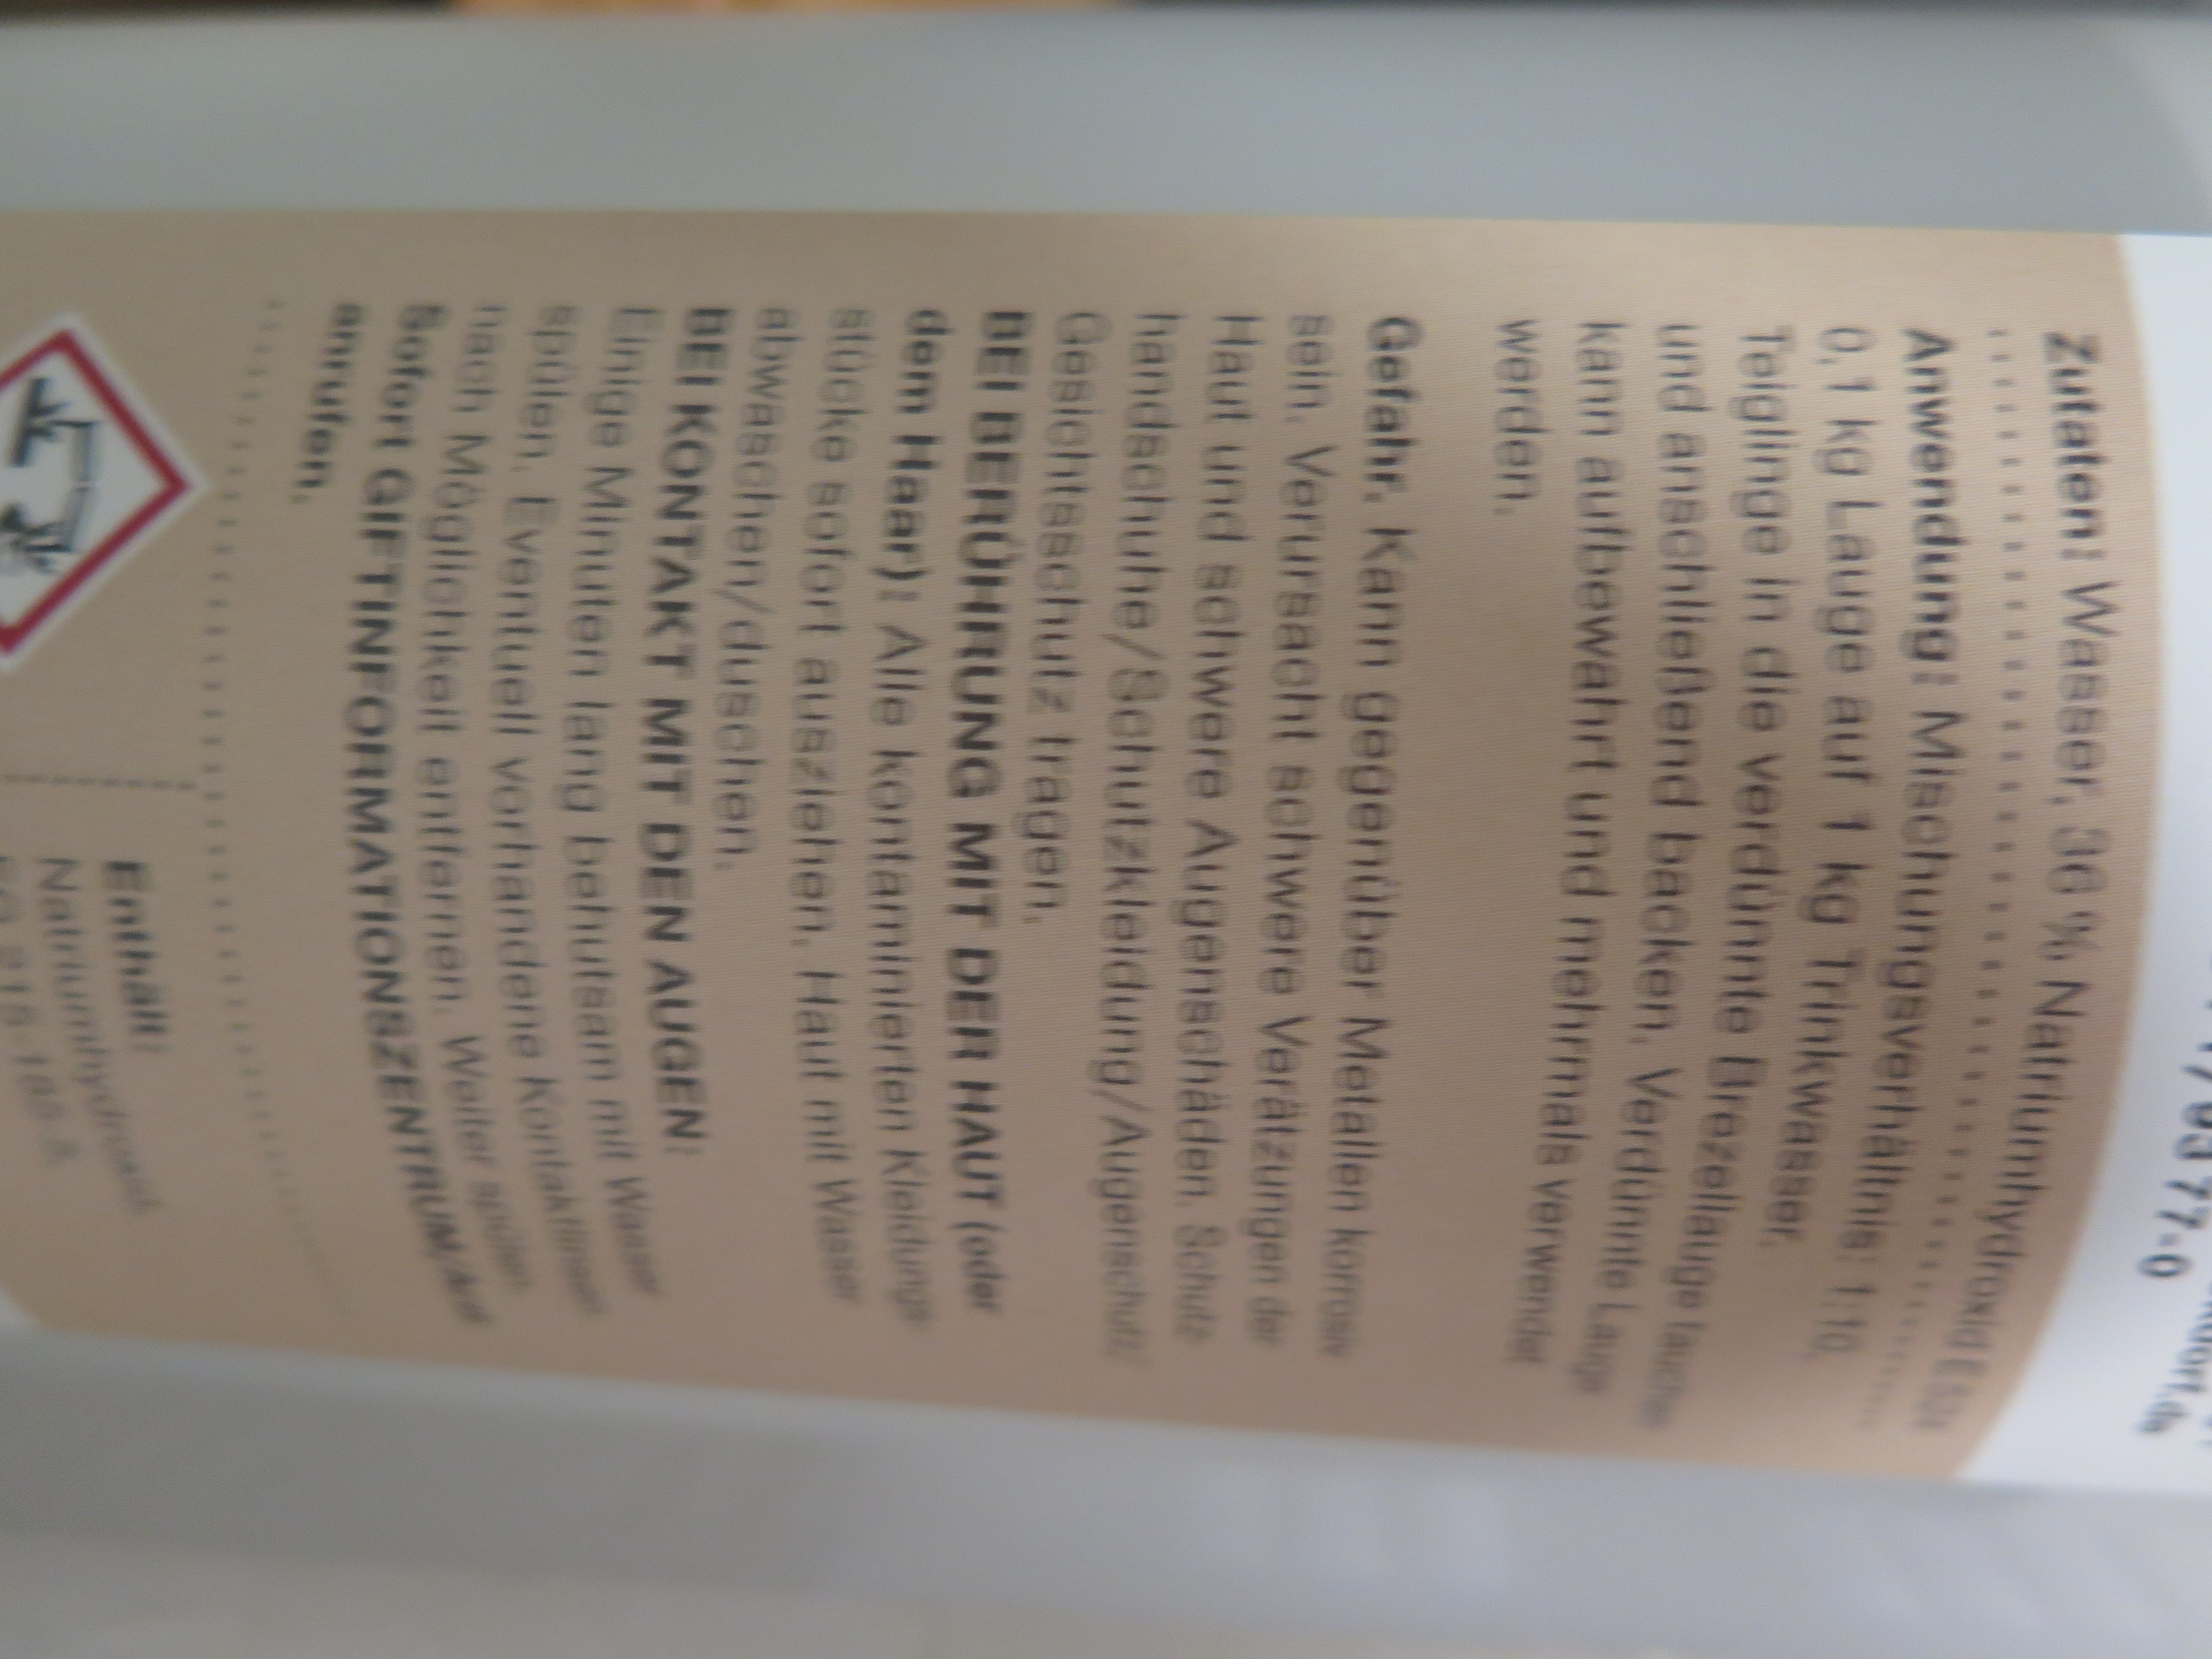 77-0
Zutaten: Wasser, 36 % Natriumhydroxid
Anwendung: Mischungsverhältnis: 1:10,
0,1 kg Lauge auf 1 kg Trinkwasser,
Teiglinge in die verdünnte Brezellauge tauchen
und anschließend backen. Verdünnte Lauge
kann aufbewahrt und mehrmals verwendet
werden.
Gefahr. Kann gegenüber Metallen korrosiv
sein. Verursacht schwere Verätzungen der
Haut und schwere Augenschäden. Schutz-
handschuhe/Schutzkleidung/Augenschutz/
Gesichtsschutz tragen.
BEI BERÜHRUNG MIT DER HAUT (oder
dem Haar): Alle kontaminierten Kleidungs-
stücke sofort ausziehen. Haut mit Wasser
abwaschen/duschen.
BEI KONTAKT MIT DEN AUGEN:
Einige Minuten lang behutsam mit Wasser
spülen. Eventuell vorhandene Kontaktlinsen
nach Möglichkeit entfernen. Weiter spülen.
Sofort GIFTINFORMATIONSZENTRUM/Arzt
anrufen.
Enthält:
Natriumhydroxid,